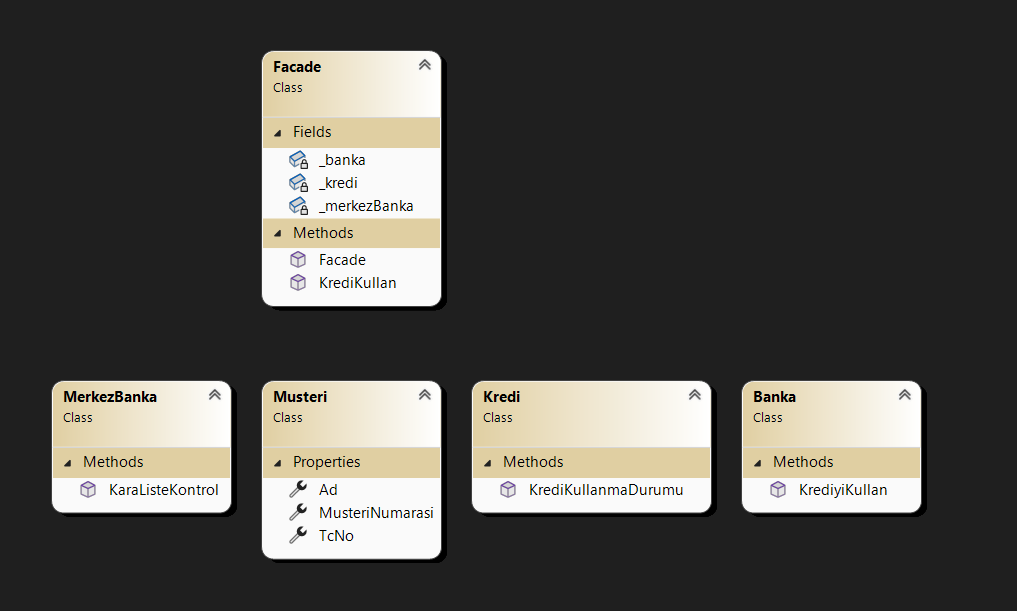 Facade
Class
Fields
_banka
_kredi
_merkezBanka
Methods
Facade
KrediKullan
MerkezBanka
Class
Methods
KaraListeKontrol
Musteri
Class
Properties
Ad
MusteriNumarasi
TcNo
Kredi
Class
Methods
KrediKullanmaDurumu
Banka
Class
Methods
KrediyiKullan